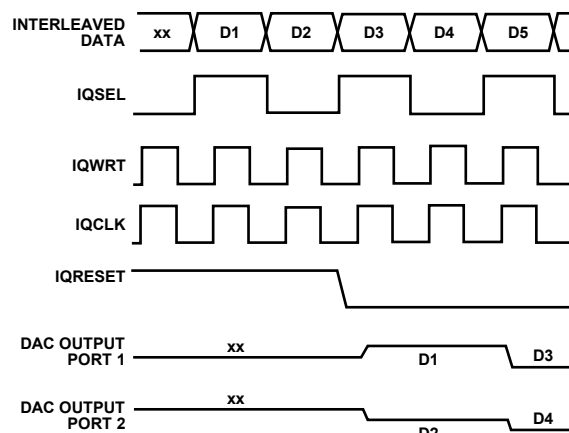 INTERLEAVED
DATA
xx D1 D2 D3 D4 D5
IQSEL
IQWRT
IQCLK
IQRESET
DAC OUTPUT
PORT 1
xx
D1
D3
DAC OUTPUT
PORT 2
xx
D2
D4